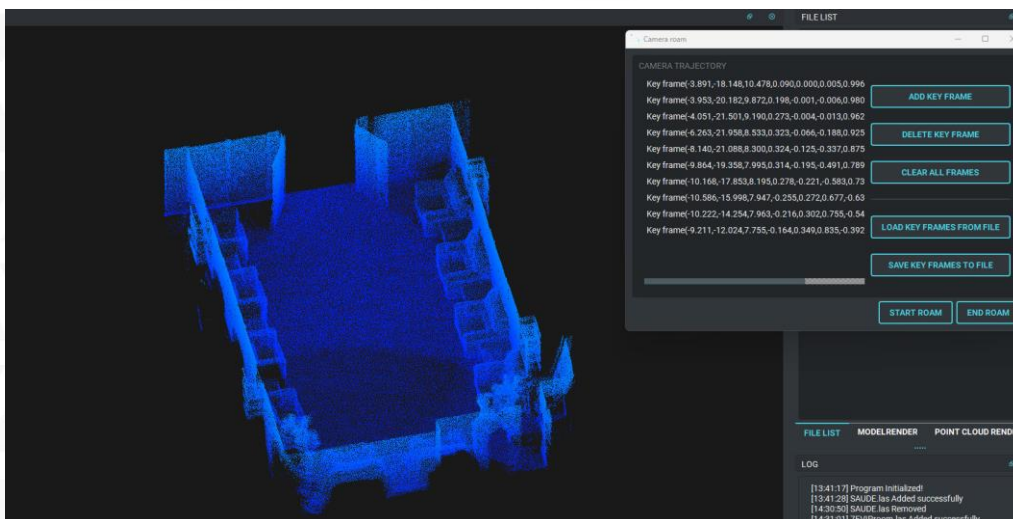 FILE LIST
Camera roam
CAMERA TRAJECTORY
Key frame(-3.891,-18.148,10.478,0.090,0.000,0.005,0.996
Key frame(-3.953,-20.182,9.872,0.198,-0.001,-0.006,0.980
Key frame(-4.051,-21.501,9.190,0.273,-0.004,-0.013,0.962
Key frame(-6.263,-21.958,8.533,0.323,-0.066,-0.188,0.925
Key frame(-8.140,-21.088,8.300,0.324,-0.125,-0.337,0.875
Key frame(-9.864,-19.358,7.995,0.314,-0.195,-0.491,0.789
Key frame(-10.168,-17.853,8.195,0.278,-0.221,-0.583,0.73
Key frame(-10.586,-15.998,7.947,-0.255,0.272,0.677,-0.63
Key frame(-10.222,-14.254,7.963,-0.216,0.302,0.755,-0.54
Key frame(-9.211,-12.024,7.755,-0.164,0.349,0.835,-0.392
ADD KEY FRAME
DELETE KEY FRAME
CLEAR ALL FRAMES
LOAD KEY FRAMES FROM FILE
SAVE KEY FRAMES TO FILE
START ROAM
END ROAM
FILE LIST
MODELRENDER
POINT CLOUD REND
LOG
[13:41:17] Program Initialized!
[13:41:28] SAUDE.las Added successfully
[14:30:50] SAUDE.las Removed